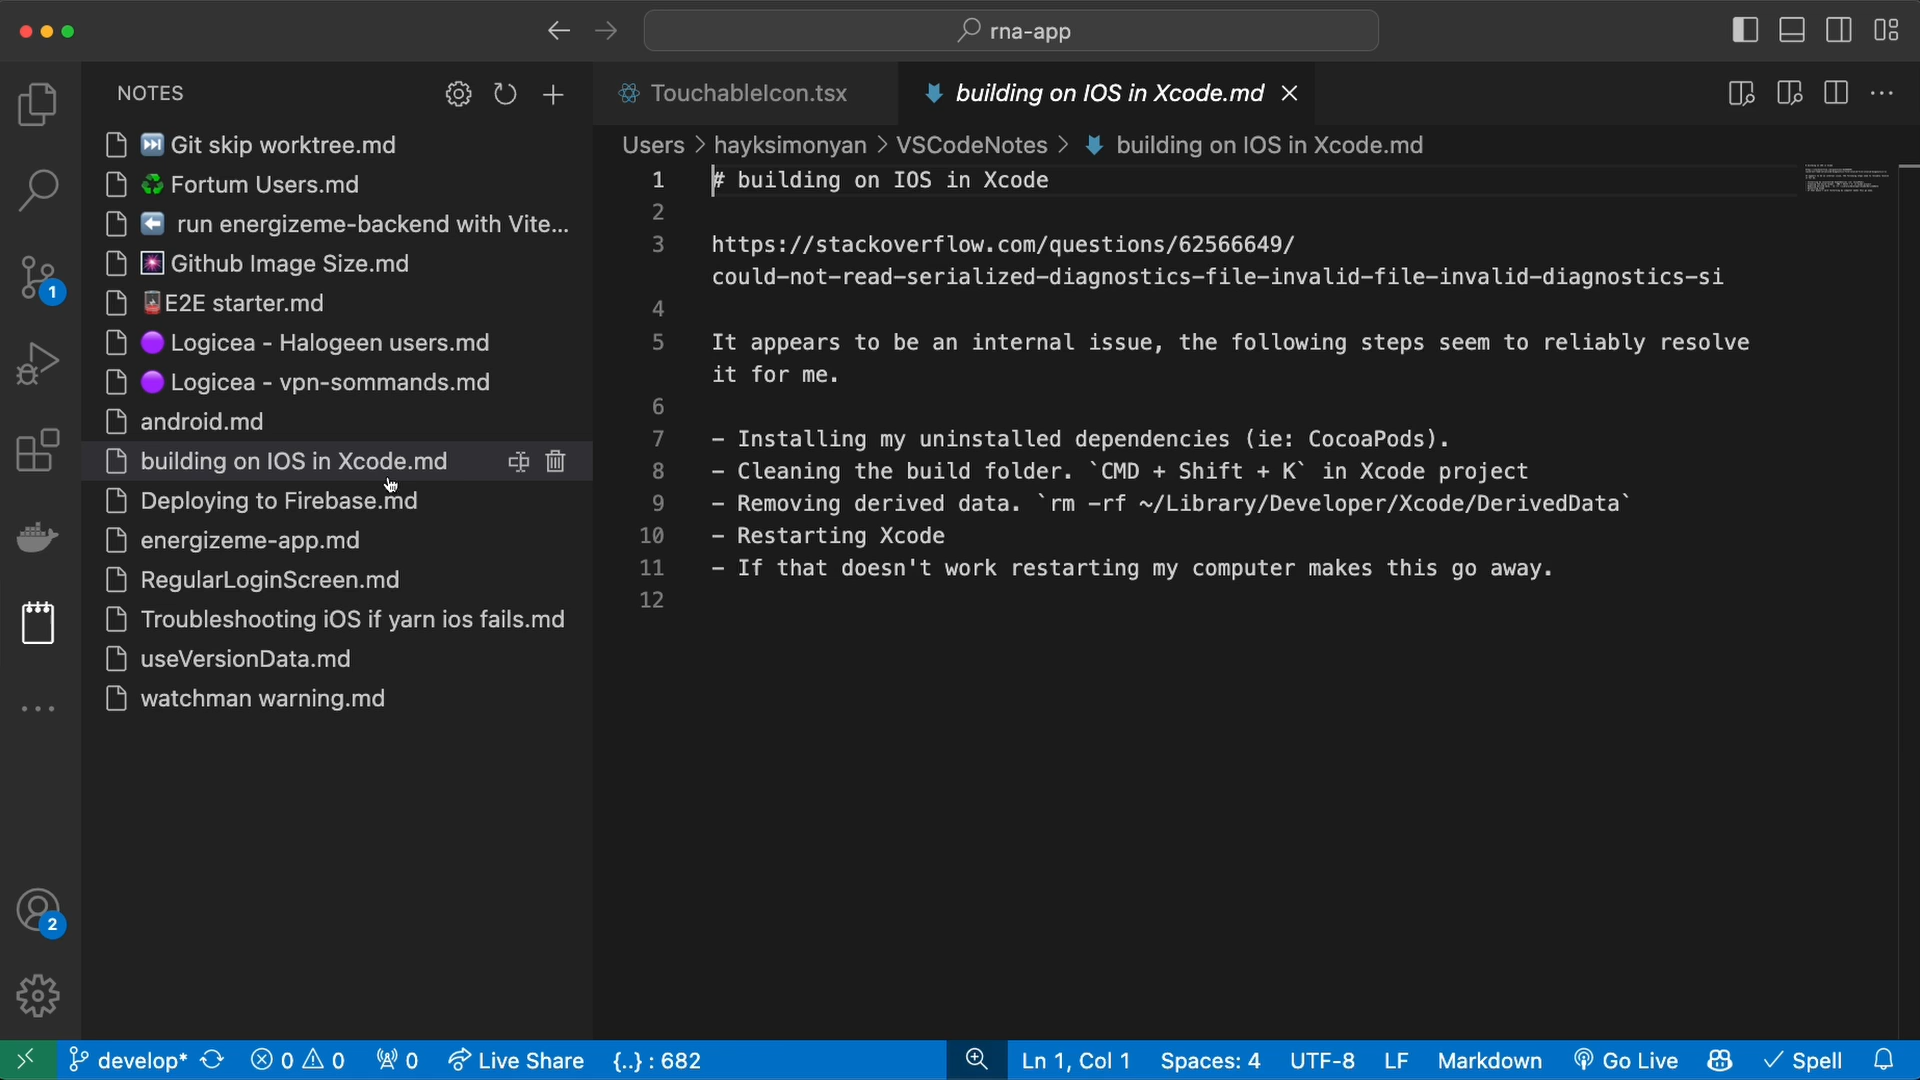 rna-app
NOTES
Git skip worktree.md
Fortum Users.md
run energizeme-backend with Vite...
Github Image Size.md
E2E starter.md
Logicea - Halogeen users.md
Logicea - vpn-sommands.md
android.md
building on IOS in Xcode.md
Deploying to Firebase.md
energizeme-app.md
RegularLoginScreen.md
Troubleshooting iOS if yarn ios fails.md
useVersionData.md
watchman warning.md
1
2
TouchableIcon.tsx
building on IOS in Xcode.md
Users > hayksimonyan > VSCodeNotes > building on IOS in Xcode.md
1 # building on IOS in Xcode
2
3 https://stackoverflow.com/questions/62566649/
could-not-read-serialized-diagnostics-file-invalid-file-invalid-diagnostics-si
4
5 It appears to be an internal issue, the following steps seem to reliably resolve
it for me.
6
7 - Installing my uninstalled dependencies (ie: CocoaPods).
8 - Cleaning the build folder. `CMD + Shift + K` in Xcode project
9 - Removing derived data. `rm -rf ~/Library/Developer/Xcode/DerivedData`
10 - Restarting Xcode
11 - If that doesn't work restarting my computer makes this go away.
12
develop* 0 0 0 Live Share {..} : 682 Ln 1, Col 1 Spaces: 4 UTF-8 LF Markdown Go Live Spell